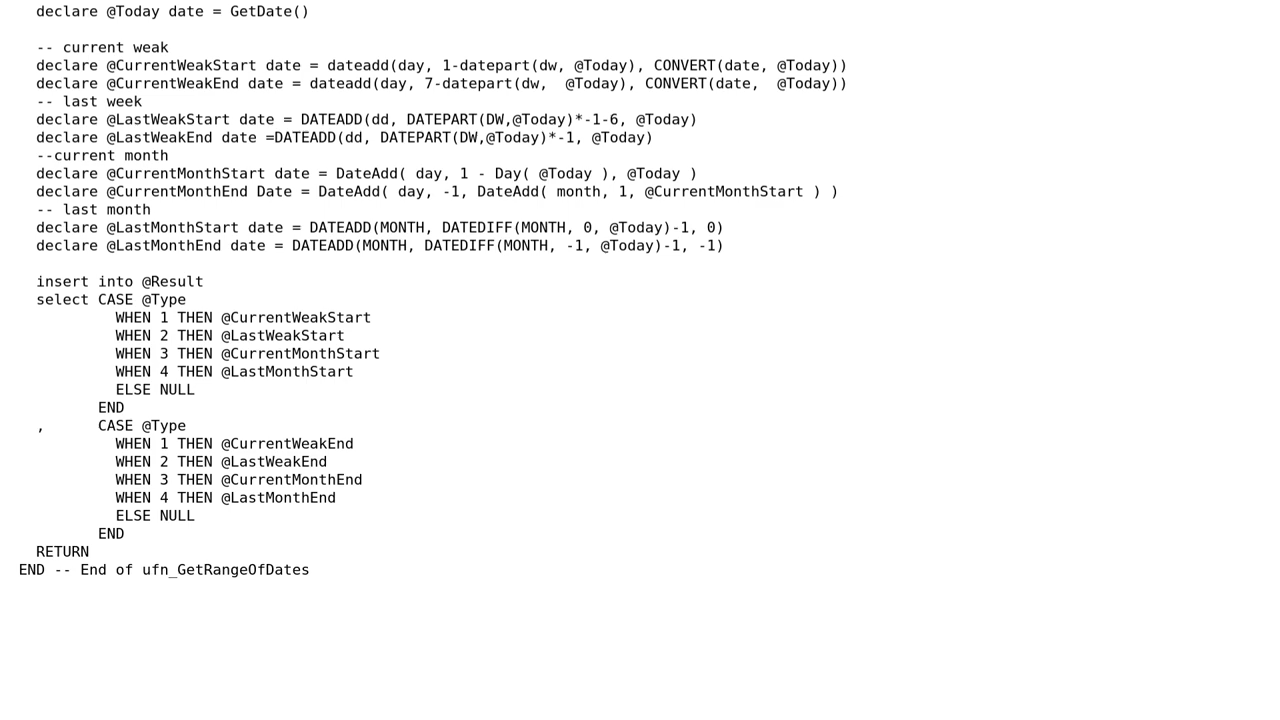 declare @Today date = GetDate()
-- current weak
declare @CurrentWeakStart date = dateadd(day, 1-datepart(dw, @Today), CONVERT(date, @Today))
declare @CurrentWeakEnd date = dateadd(day, 7-datepart(dw,  @Today), CONVERT(date,  @Today))
-- last week
declare @LastWeakStart date = DATEADD(dd, DATEPART(DW,@Today)*-1-6, @Today)
declare @LastWeakEnd date =DATEADD(dd, DATEPART(DW,@Today)*-1, @Today)
--current month
declare @CurrentMonthStart date = DateAdd( day, 1 - Day( @Today ), @Today )
declare @CurrentMonthEnd Date = DateAdd( day, -1, DateAdd( month, 1, @CurrentMonthStart ) )
-- last month
declare @LastMonthStart date = DATEADD(MONTH, DATEDIFF(MONTH, 0, @Today)-1, 0)
declare @LastMonthEnd date = DATEADD(MONTH, DATEDIFF(MONTH, -1, @Today)-1, -1)
insert into @Result
select CASE @Type
WHEN 1 THEN @CurrentWeakStart
WHEN 2 THEN @LastWeakStart
WHEN 3 THEN @CurrentMonthStart
WHEN 4 THEN @LastMonthStart
ELSE NULL
END
,      CASE @Type
WHEN 1 THEN @CurrentWeakEnd
WHEN 2 THEN @LastWeakEnd
WHEN 3 THEN @CurrentMonthEnd
WHEN 4 THEN @LastMonthEnd
ELSE NULL
END
RETURN
END -- End of ufn_GetRangeOfDates